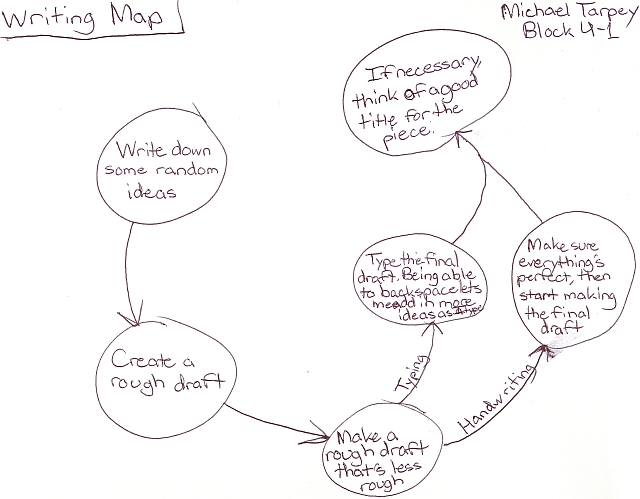 Writing Map
Michael Tarpey
Block 4-1
Write down
some random
ideas
Create a
rough draft
Make a
rough draft
that's less
rough
Typing
Handwriting
Type the final
draft. Being able
to backspace lets
me add in more
ideas as I type
Make sure
everything's
perfect, then
start making
the final
draft
If necessary,
think of a good
title for the
piece.